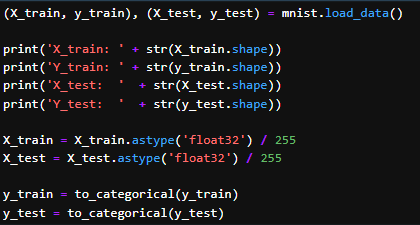 (X_train, y_train), (X_test, y_test) = mnist.load_data()
print('X_train: ' + str(X_train.shape))
print('Y_train: ' + str(y_train.shape))
print('X_test:  '  + str(X_test.shape))
print('Y_test:  '  + str(y_test.shape))
X_train = X_train.astype('float32') / 255
X_test = X_test.astype('float32') / 255
y_train = to_categorical(y_train)
y_test = to_categorical(y_test)